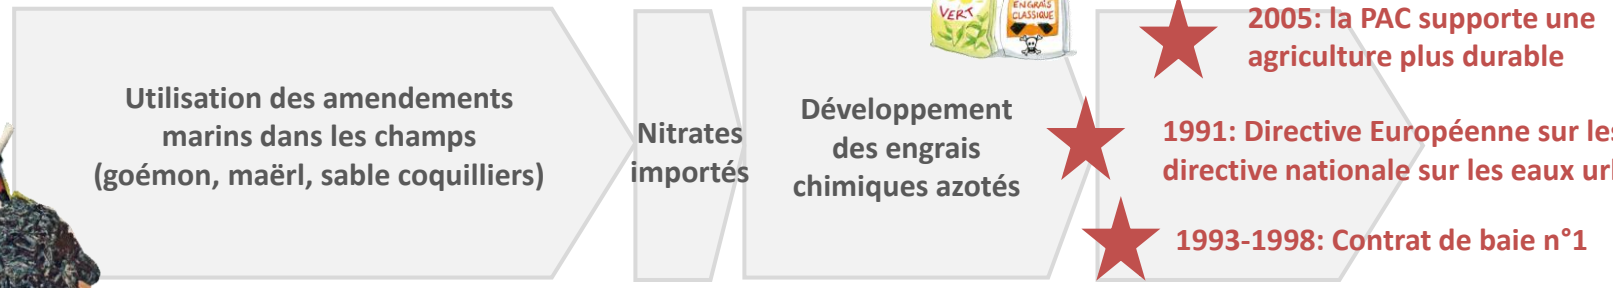 Utilisation des amendements
marins dans les champs
(goémon, maërl, sable coquilliers)
Nitrates
importés
VERT
ENGRAIS
CLASSIQUE
Développement
des engrais
chimiques azotés
2005: la PAC supporte une
agriculture plus durable
1991: Directive Européenne sur les
directive nationale sur les eaux
1993-1998: Contrat de baie n°1